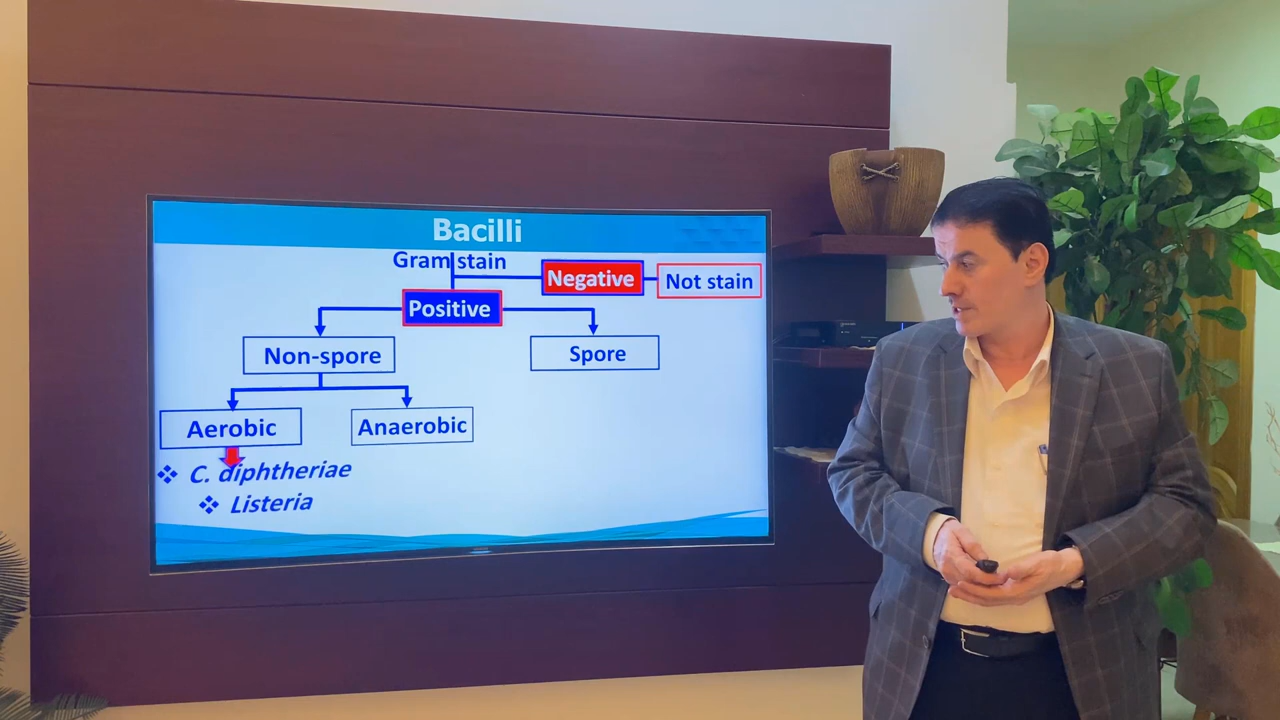 Bacilli
Gram stain
Negative
Not stain
Positive
Non-spore
Spore
Aerobic
Anaerobic
❖ C. diphtheriae
❖ Listeria